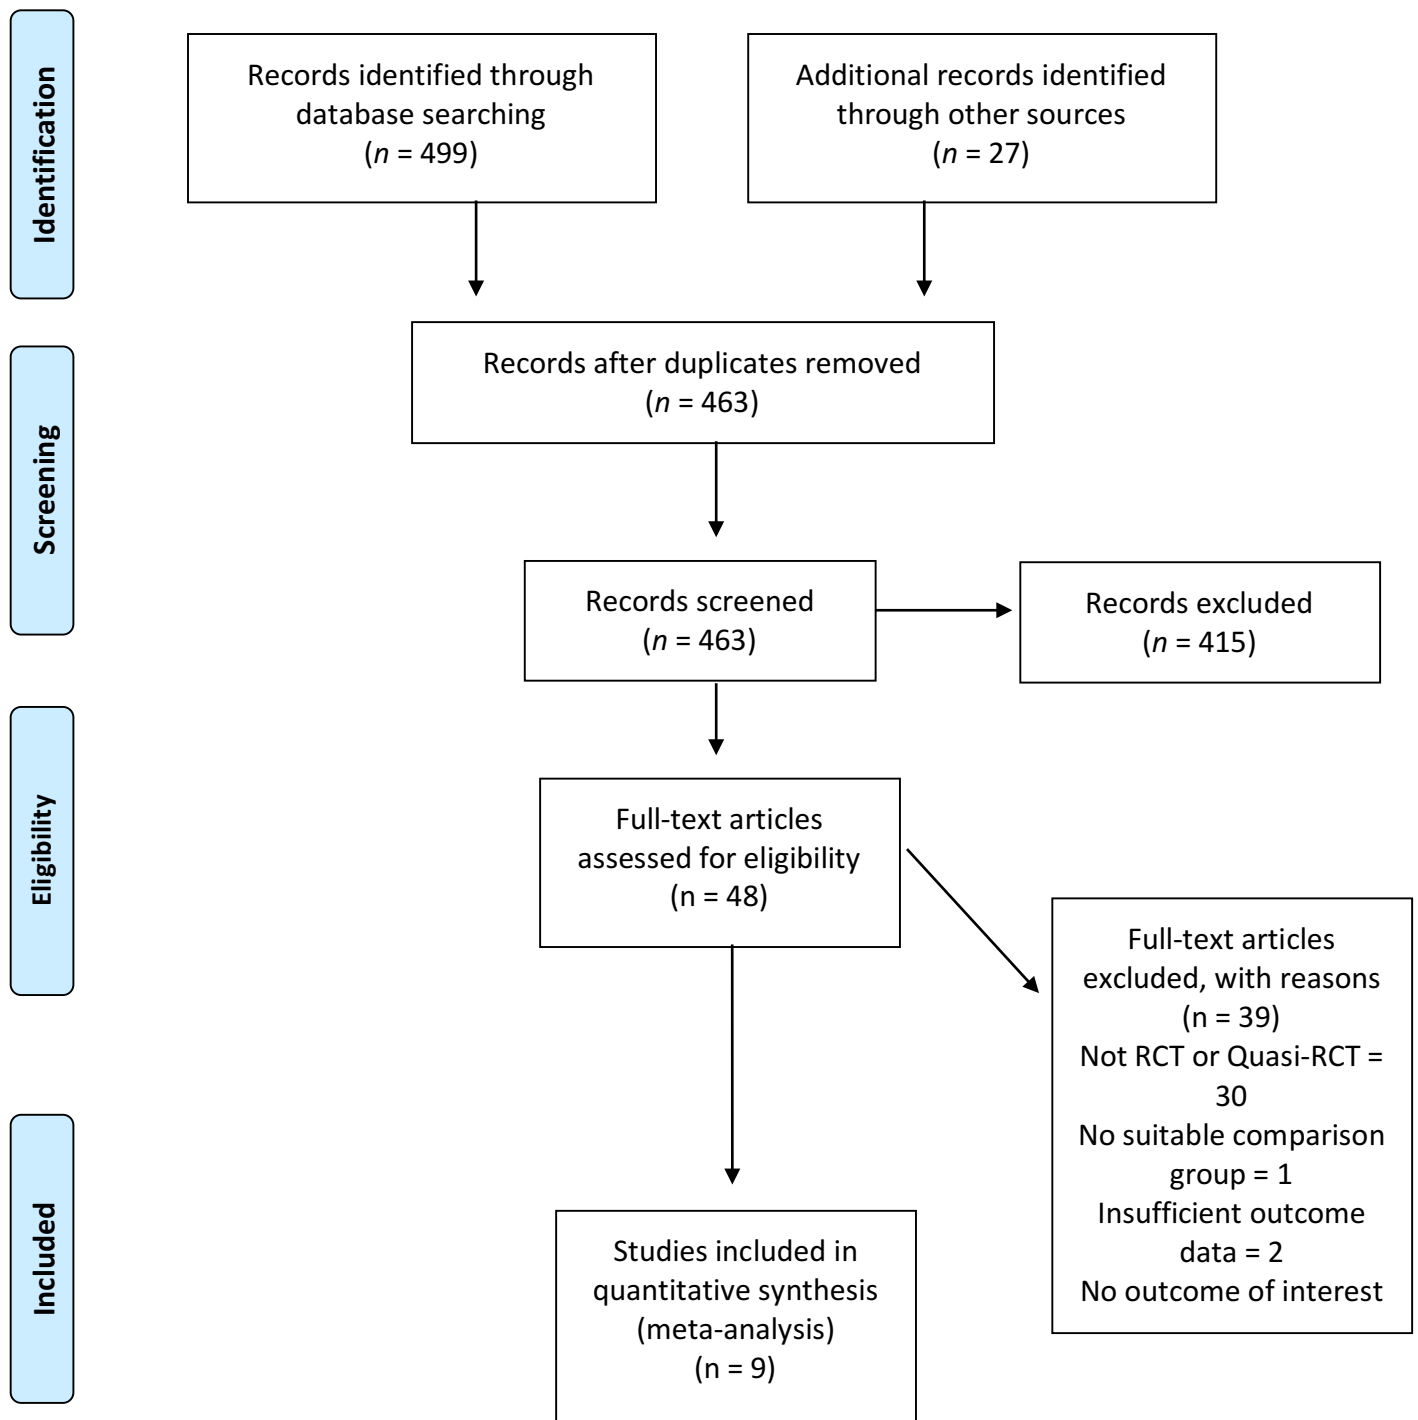 Identification
Records identified through
database searching
(n = 499)
Additional records identified
through other sources
(n = 27)
Screening
Records after duplicates removed
(n = 463)
Records screened
(n = 463)
Records excluded
(n = 415)
Eligibility
Full-text articles
assessed for eligibility
(n = 48)
Full-text articles
excluded, with reasons
(n = 39)
Not RCT or Quasi-RCT =
30
No suitable comparison
group = 1
Insufficient outcome
data = 2
No outcome of interest
Included
Studies included in
quantitative synthesis
(meta-analysis)
(n = 9)